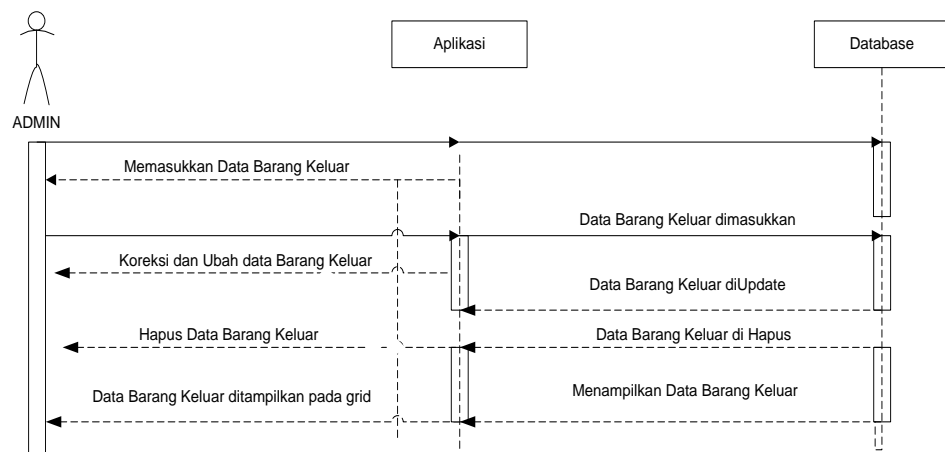 Aplikasi
Database
ADMIN
Memasukkan Data Barang Keluar
Data Barang Keluar dimasukkan
Koreksi dan Ubah data Barang Keluar
Data Barang Keluar diUpdate
Hapus Data Barang Keluar
Data Barang Keluar di Hapus
Data Barang Keluar ditampilkan pada grid
Menampilkan Data Barang Keluar